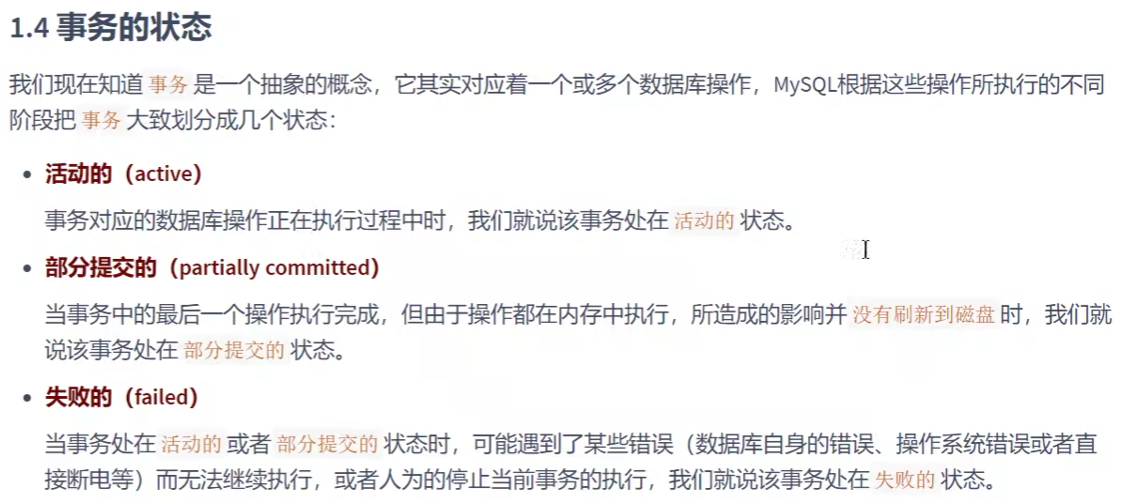 1.4 事务的状态
我们现在知道 事务 是一个抽象的概念，它其实对应着一个或多个数据库操作，MySQL根据这些操作所执行的不同
阶段把 事务 大致划分成几个状态：
• 活动的（active）
事务对应的数据库操作正在执行过程中时，我们就说该事务处在 活动的 状态。
• 部分提交的（partially committed）
当事务中的最后一个操作执行完成，但由于操作都在内存中执行，所造成的影响并 没有刷新到磁盘 时，我们就
说该事务处在 部分提交的 状态。
• 失败的（failed）
当事务处在 活动的 或者 部分提交的 状态时，可能遇到了某些错误（数据库自身的错误、操作系统错误或者直
接断电等）而无法继续执行，或者人为的停止当前事务的执行，我们就说该事务处在 失败的 状态。